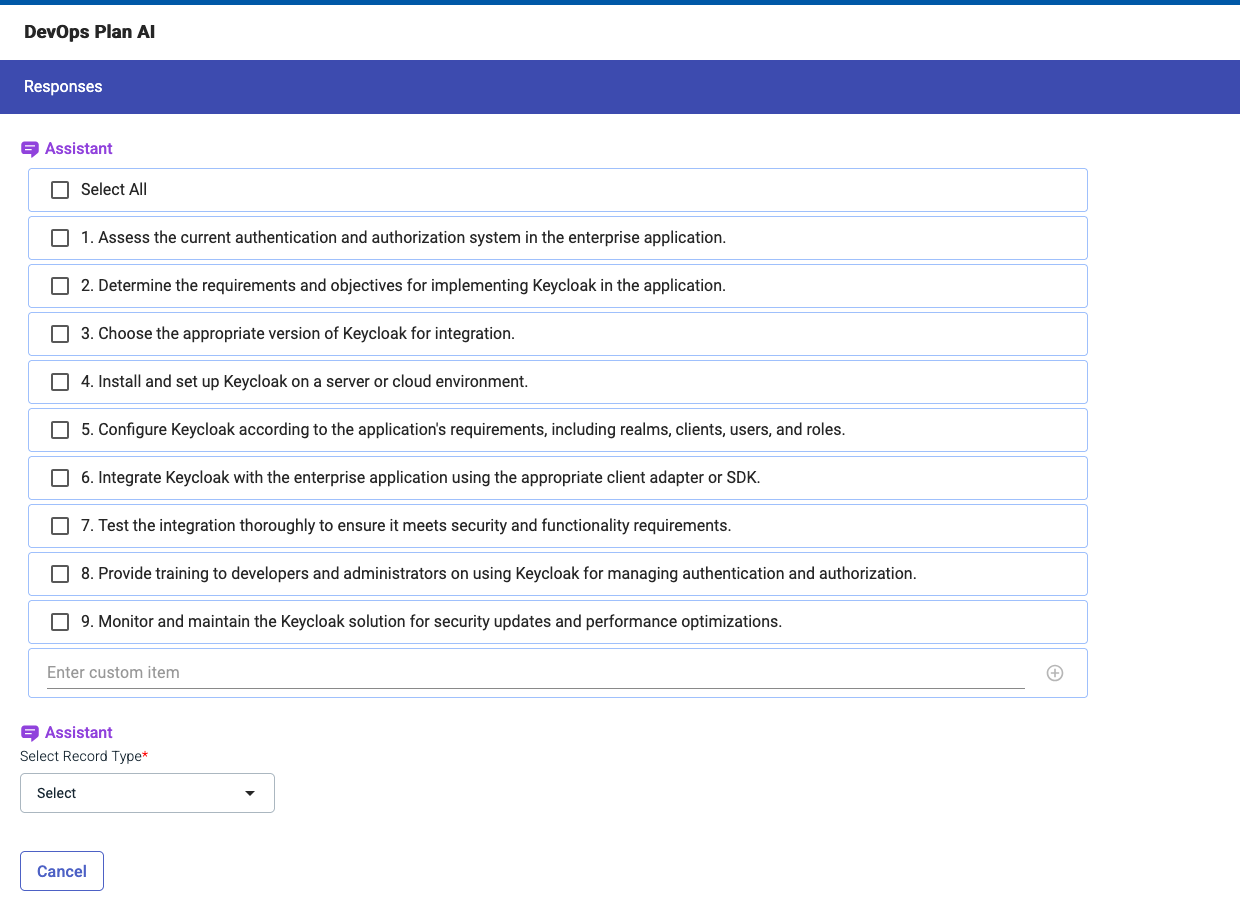 DevOps Plan AI
Responses
Assistant
Select All
1. Assess the current authentication and authorization system in the enterprise application.
2. Determine the requirements and objectives for implementing Keycloak in the application.
3. Choose the appropriate version of Keycloak for integration.
4. Install and set up Keycloak on a server or cloud environment.
5. Configure Keycloak according to the application's requirements, including realms, clients, users, and roles.
6. Integrate Keycloak with the enterprise application using the appropriate client adapter or SDK.
7. Test the integration thoroughly to ensure it meets security and functionality requirements.
8. Provide training to developers and administrators on using Keycloak for managing authentication and authorization.
9. Monitor and maintain the Keycloak solution for security updates and performance optimizations.
Enter custom item
Assistant
Select Record Type*
Select
Cancel